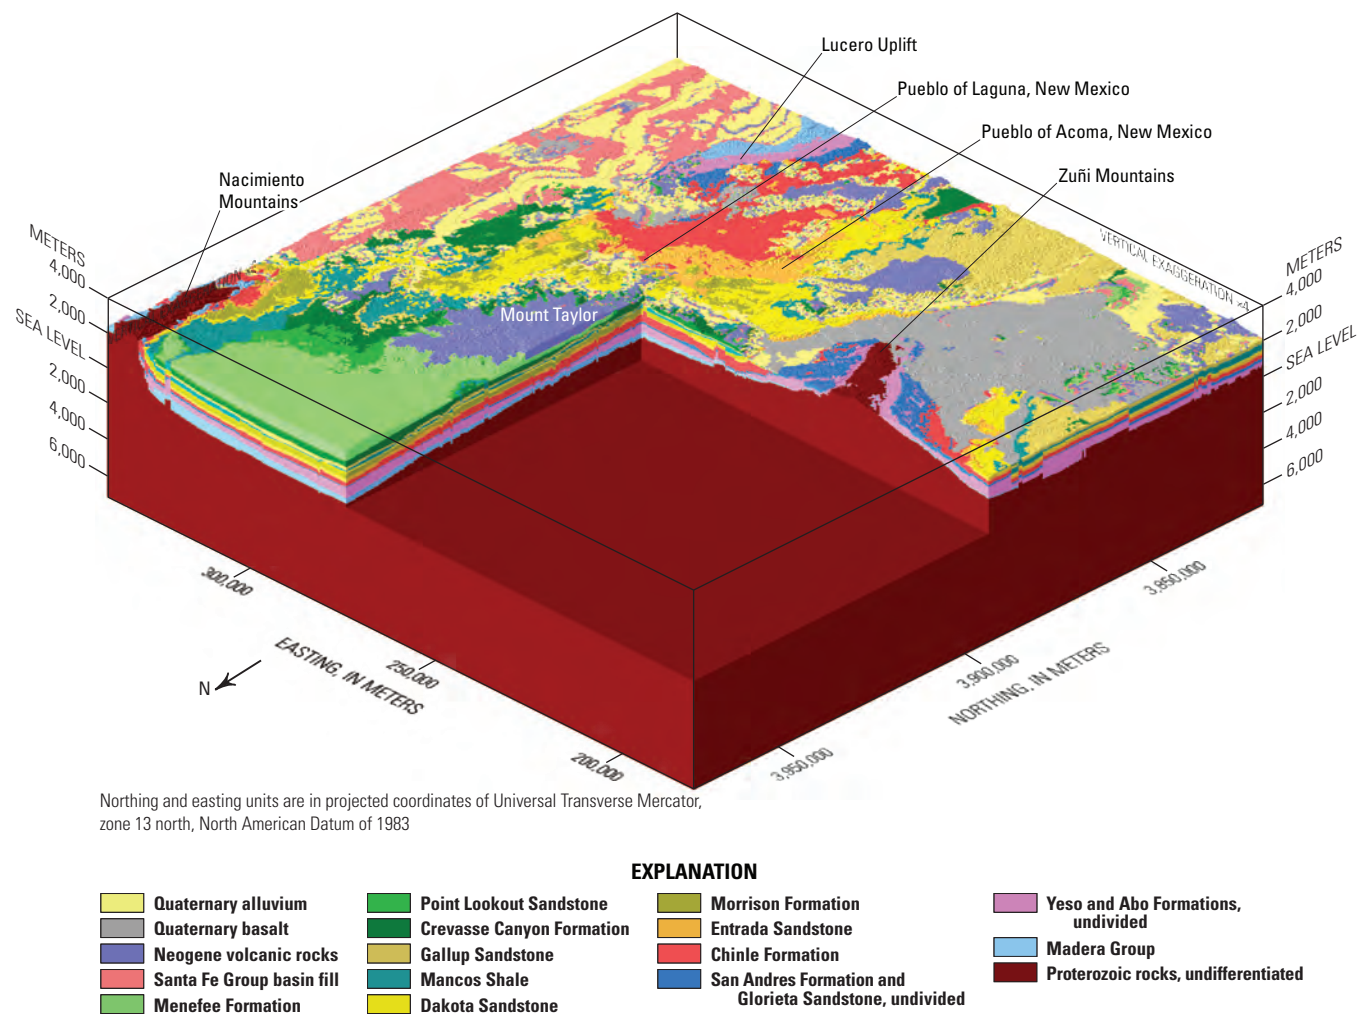 Lucero Uplift
Pueblo of Laguna, New Mexico
Pueblo of Acoma, New Mexico
Zuñi Mountains
Nacimiento
Mountains
METERS
4,000
2,000
SEA LEVEL
2,000
4,000
6,000
VERTICAL EXAGGERATION ×4
METERS
4,000
2,000
SEA LEVEL
2,000
4,000
6,000
Mount Taylor
300,000
250,000
200,000
EASTING, IN METERS
N
3,850,000
3,900,000
3,950,000
NORTHING, IN METERS
Northing and easting units are in projected coordinates of Universal Transverse Mercator,
zone 13 north, North American Datum of 1983
EXPLANATION
Quaternary alluvium
Quaternary basalt
Neogene volcanic rocks
Santa Fe Group basin fill
Menefee Formation
Point Lookout Sandstone
Crevasse Canyon Formation
Gallup Sandstone
Mancos Shale
Dakota Sandstone
Morrison Formation
Entrada Sandstone
Chinle Formation
San Andres Formation and
Glorieta Sandstone, undivided
Yeso and Abo Formations,
undivided
Madera Group
Proterozoic rocks, undifferentiated